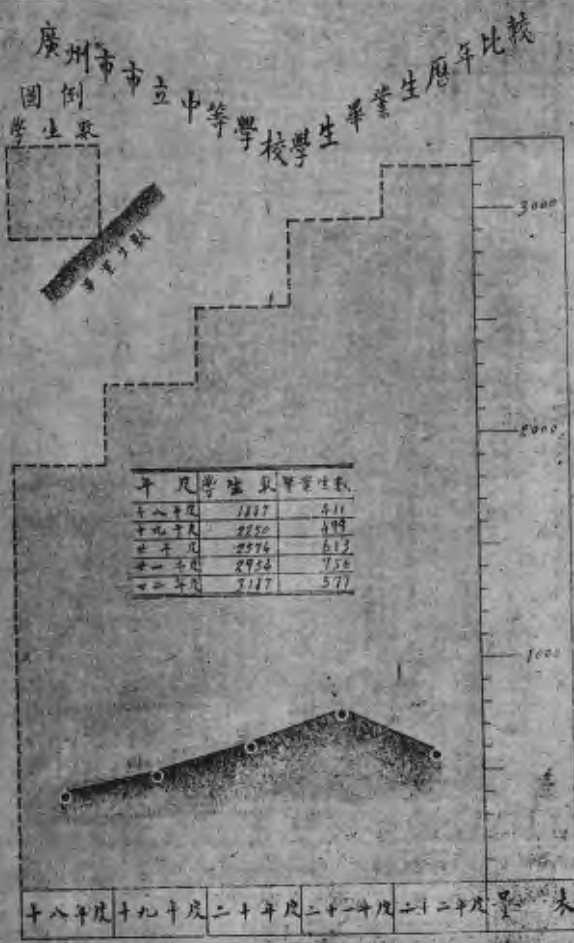 廣州市市立中等學校學生畢業生歷年比較
圖例
學生數
畢業生數
3000
2000
1000
年度 學生數 畢業生數
十八年度 1887 411
十九年度 2250 499
廿年度 2574 613
廿一年度 2954 756
廿二年度 3187 577
十八年度 十九年度 二十年度 二十一年度 二十二年度